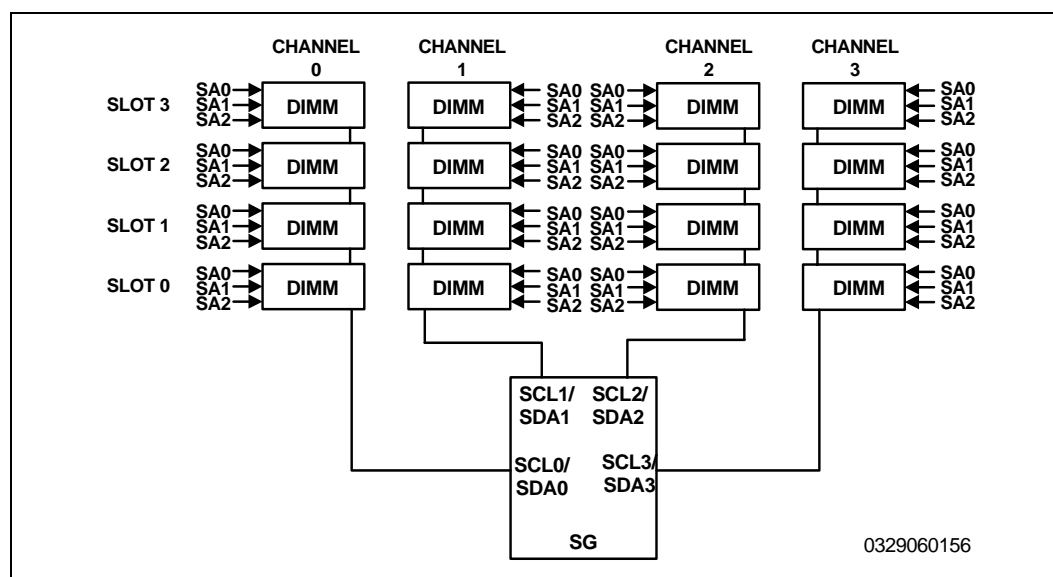 CHANNEL 0
CHANNEL 1
CHANNEL 2
CHANNEL 3
SLOT 3
SA0
SA1
SA2
DIMM
DIMM
SA0
SA1
SA2
SA0
SA1
SA2
DIMM
DIMM
SA0
SA1
SA2
SLOT 2
SA0
SA1
SA2
DIMM
DIMM
SA0
SA1
SA2
SA0
SA1
SA2
DIMM
DIMM
SA0
SA1
SA2
SLOT 1
SA0
SA1
SA2
DIMM
DIMM
SA0
SA1
SA2
SA0
SA1
SA2
DIMM
DIMM
SA0
SA1
SA2
SLOT 0
SA0
SA1
SA2
DIMM
DIMM
SA0
SA1
SA2
SA0
SA1
SA2
DIMM
DIMM
SA0
SA1
SA2
SCL1/
SDA1
SCL2/
SDA2
SCL0/
SDA0
SCL3/
SDA3
SG
0329060156